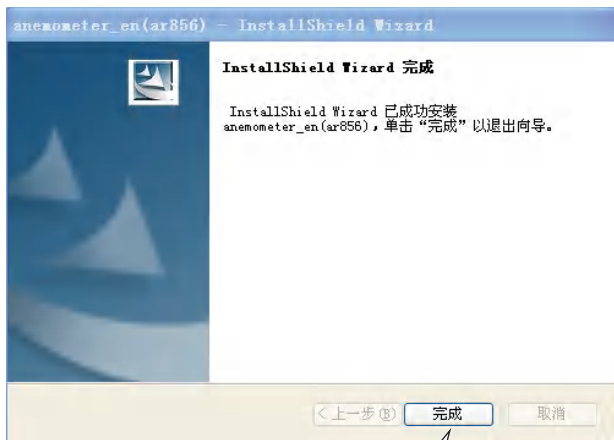 anemometer_en(ar856) - InstallShield Wizard
InstallShield Wizard 完成
InstallShield Wizard 已成功安装
anemometer_en(ar856)，单击“完成”以退出向导。
<上一步(B) 完成 取消